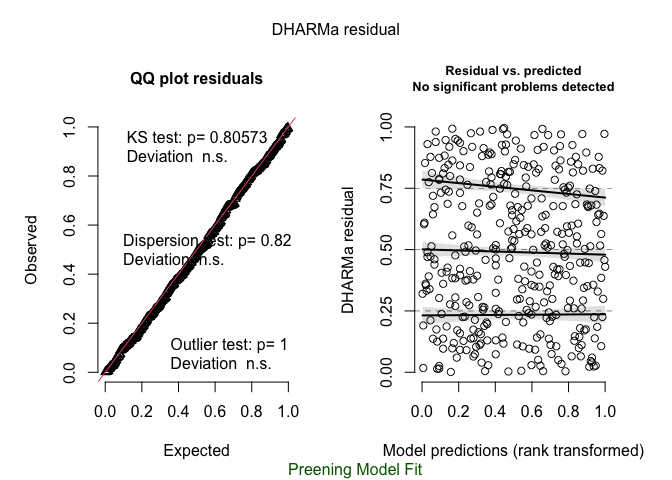 DHARMa residual
QQ plot residuals
KS test: p= 0.80573
Deviation n.s.
Dispersion test: p= 0.82
Deviation n.s.
Outlier test: p= 1
Deviation n.s.
Observed
0.0 0.2 0.4 0.6 0.8 1.0
0.0 0.2 0.4 0.6 0.8 1.0
Expected
Residual vs. predicted
No significant problems detected
DHARMa residual
0.00 0.25 0.50 0.75 1.00
0.0 0.2 0.4 0.6 0.8 1.0
Model predictions (rank transformed)
Preening Model Fit